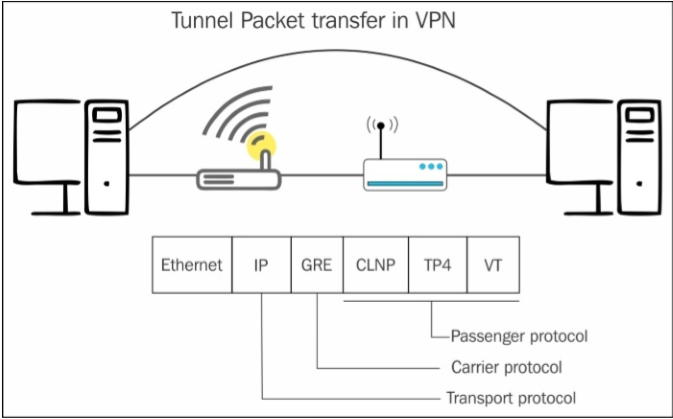 Tunnel Packet transfer in VPN
Ethernet IP GRE CLNP TP4 VT
Passenger protocol
Carrier protocol
Transport protocol